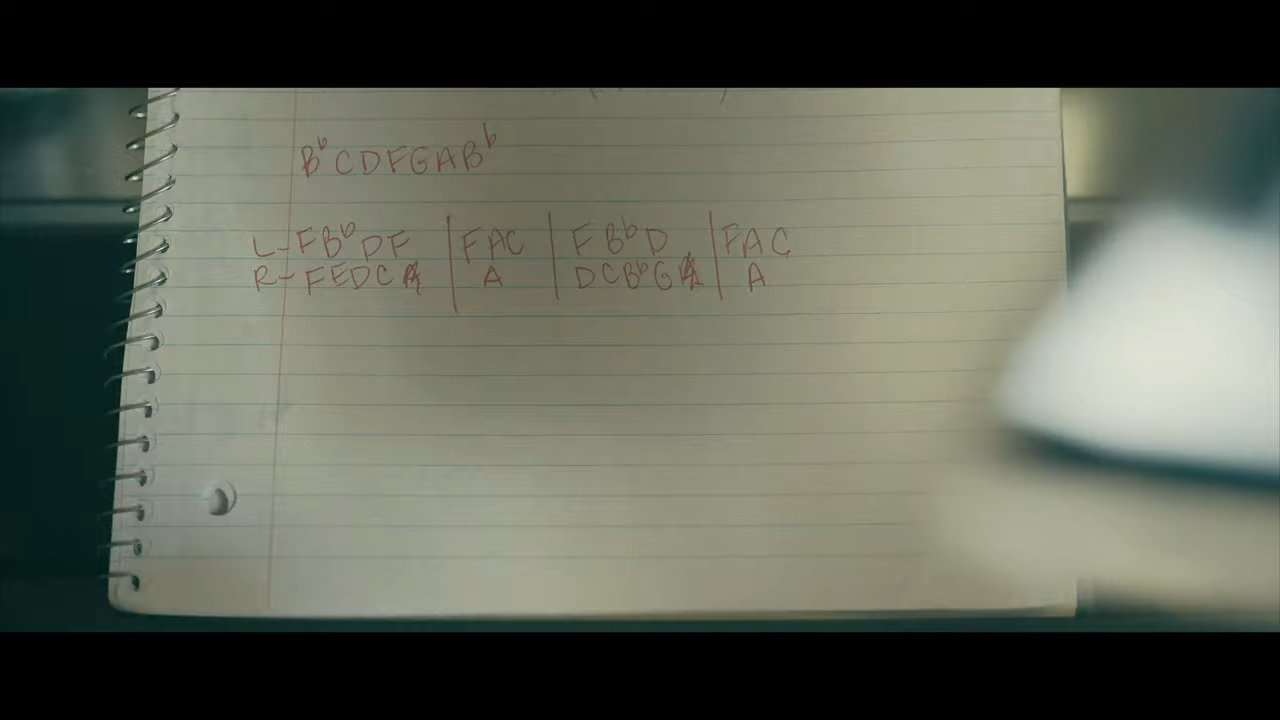 B♭CDFGAB♭
L- FB♭DF | FAC | FB♭D | FAC
R- FEDCA | A | DCB♭GA | A